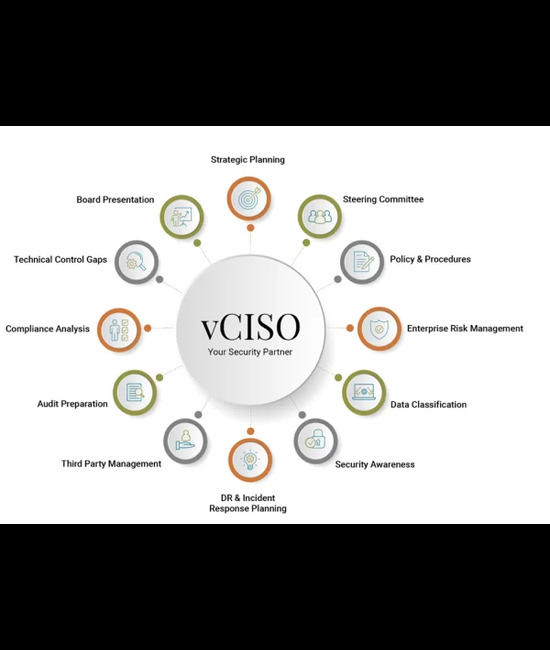 Strategic Planning
Board Presentation
Steering Committee
Technical Control Gaps
Policy & Procedures
vCISO
Your Security Partner
Compliance Analysis
Enterprise Risk Management
Audit Preparation
Data Classification
Third Party Management
Security Awareness
DR & Incident
Response Planning